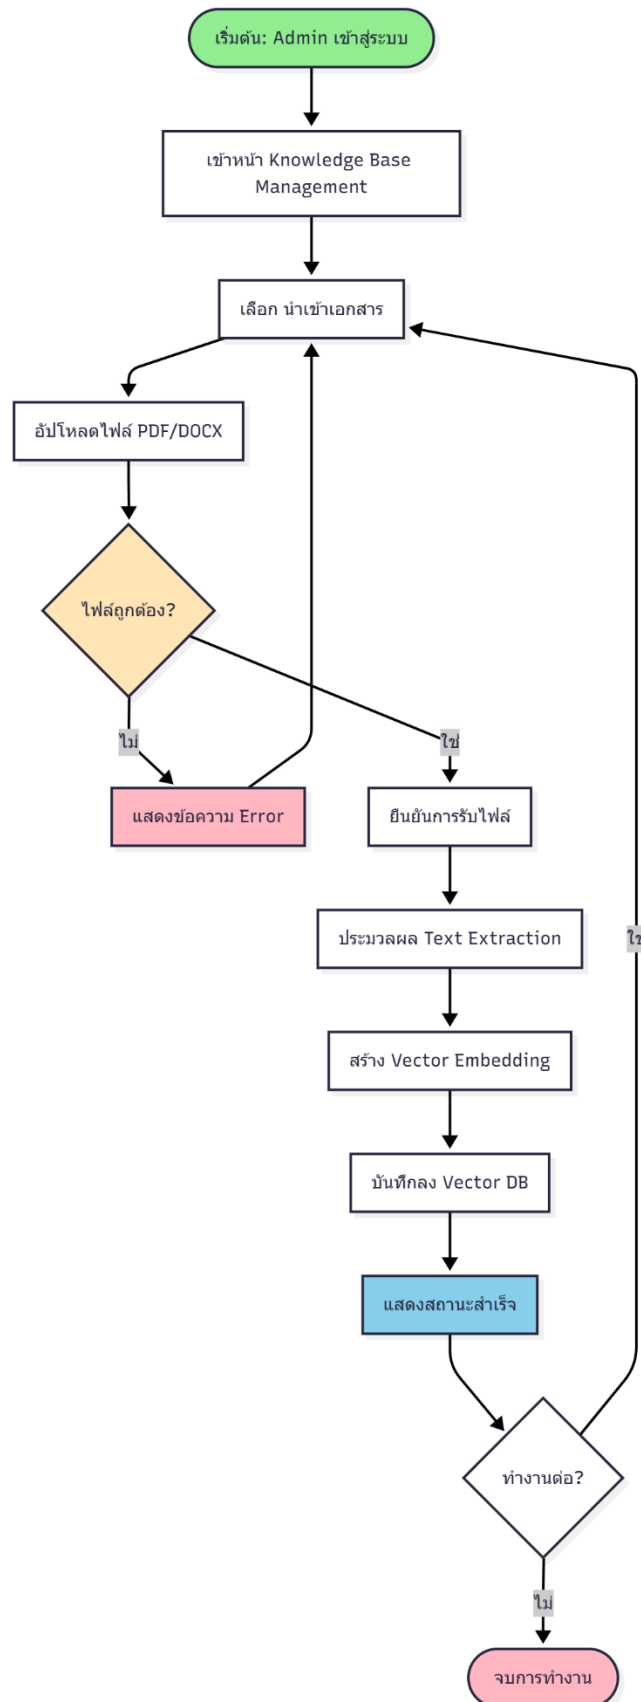 เริ่มต้น: Admin เข้าสู่ระบบ
เข้าหน้า Knowledge Base
Management
เลือก นำเข้าเอกสาร
อัปโหลดไฟล์ PDF/DOCX
ไฟล์ถูกต้อง?
ไม่
ใช่
แสดงข้อความ Error
ยืนยันการรับไฟล์
ประมวลผล Text Extraction
ใช่
สร้าง Vector Embedding
บันทึกลง Vector DB
แสดงสถานะสำเร็จ
ทำงานต่อ?
ไม่
จบการทำงาน